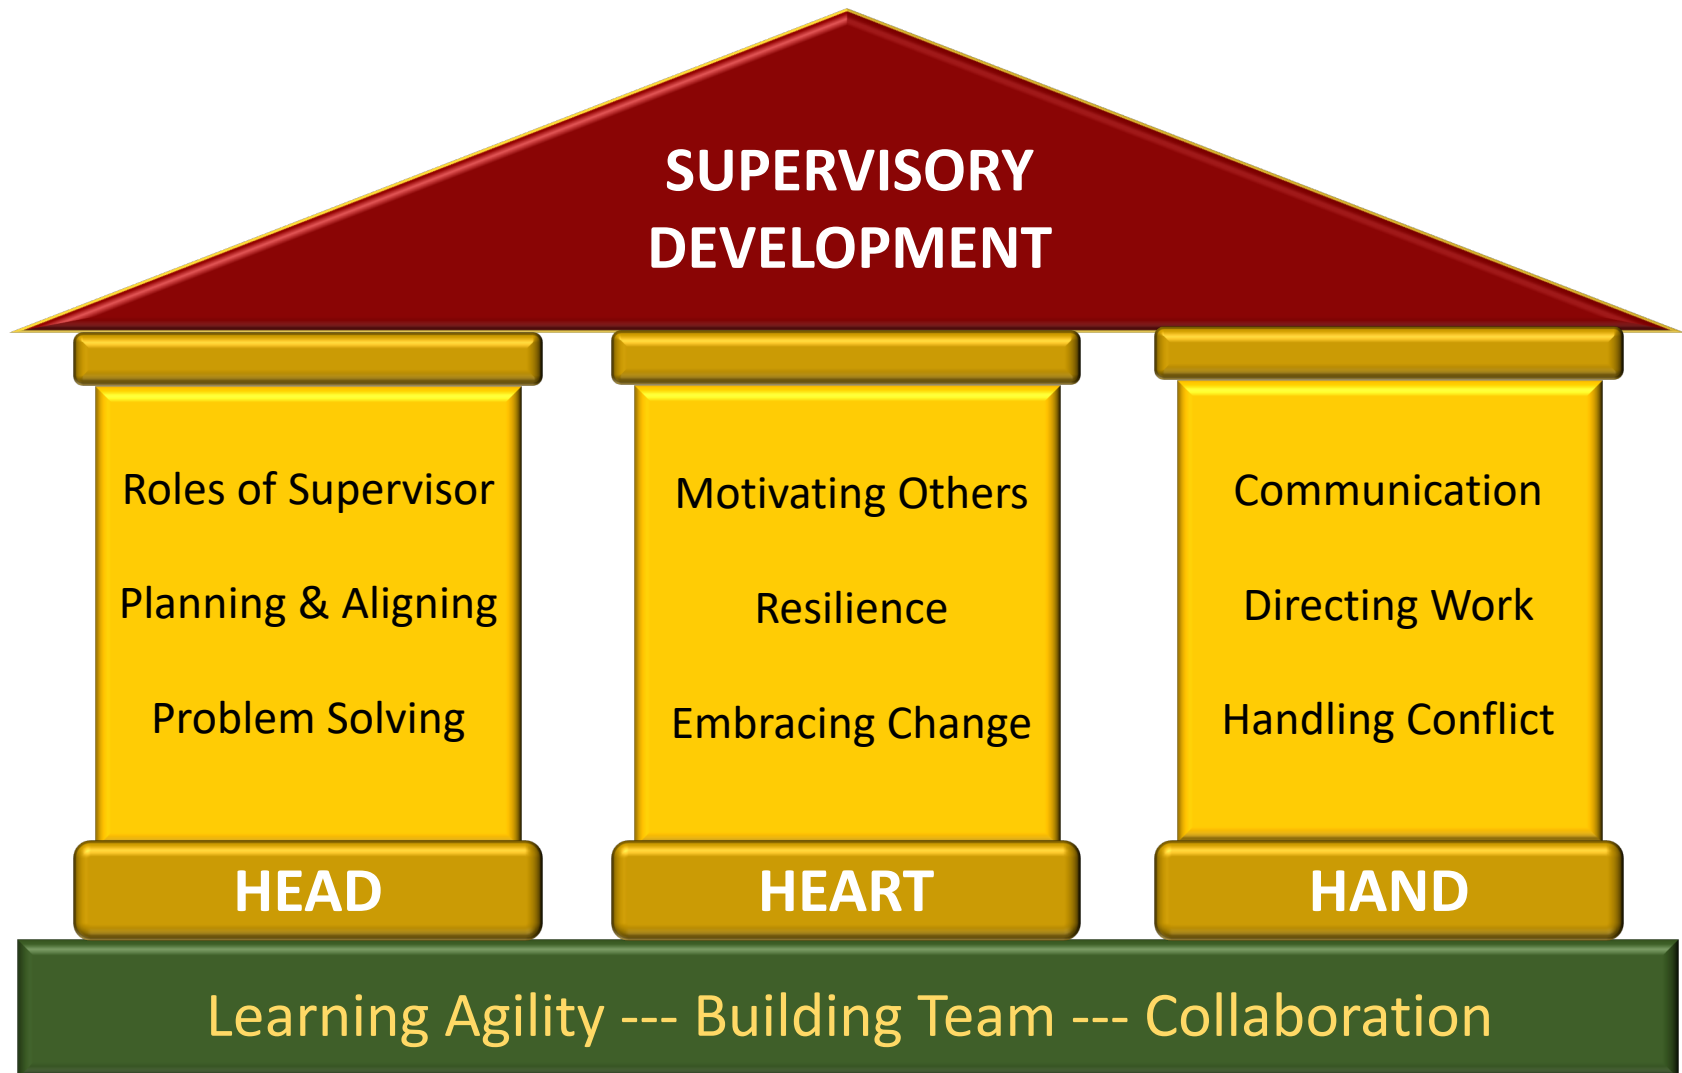 SUPERVISORY
DEVELOPMENT
Roles of Supervisor
Planning & Aligning
Problem Solving
HEAD
Motivating Others
Resilience
Embracing Change
HEART
Communication
Directing Work
Handling Conflict
HAND
Learning Agility --- Building Team --- Collaboration